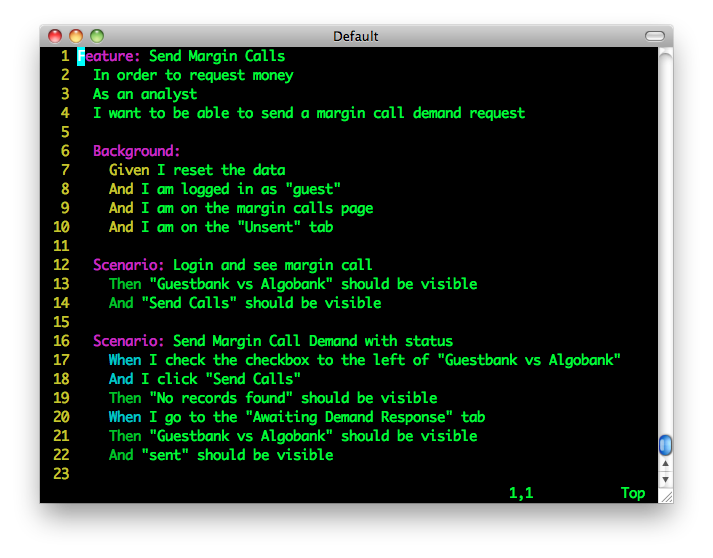 Default
1 Feature: Send Margin Calls
2 In order to request money
3 As an analyst
4 I want to be able to send a margin call demand request
5
6 Background:
7 Given I reset the data
8 And I am logged in as "guest"
9 And I am on the margin calls page
10 And I am on the "Unsent" tab
11
12 Scenario: Login and see margin call
13 Then "Guestbank vs Algobank" should be visible
14 And "Send Calls" should be visible
15
16 Scenario: Send Margin Call Demand with status
17 When I check the checkbox to the left of "Guestbank vs Algobank"
18 And I click "Send Calls"
19 Then "No records found" should be visible
20 When I go to the "Awaiting Demand Response" tab
21 Then "Guestbank vs Algobank" should be visible
22 And "sent" should be visible
23
1,1 Top